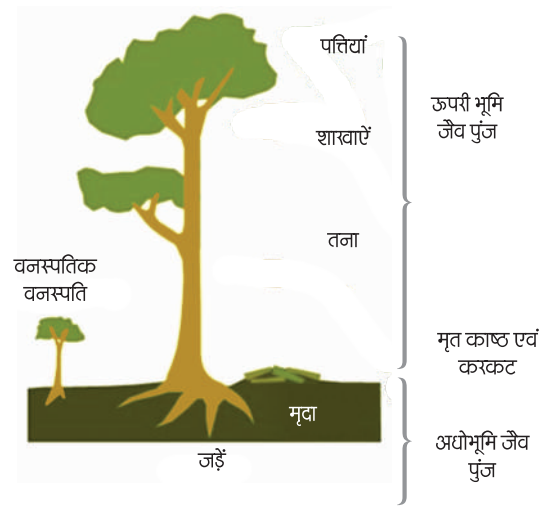 पत्तियां
ऊपरी भूमि
जैव पुंज
शाखाऐं
तना
वनस्पतिक
वनस्पति
मृत काष्ठ एवं
करकट
मृदा
अधोभूमि जैव
पुंज
जड़ें